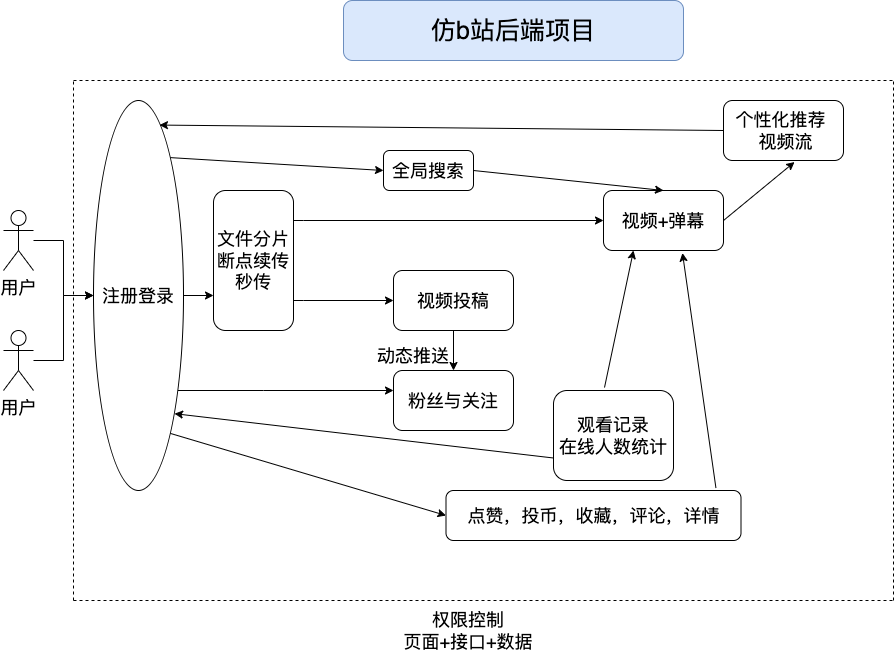 仿b站后端项目
个性化推荐
视频流
全局搜索
视频+弹幕
文件分片
断点续传
秒传
用户
注册登录
视频投稿
动态推送
用户
粉丝与关注
观看记录
在线人数统计
点赞，投币，收藏，评论，详情
权限控制
页面+接口+数据